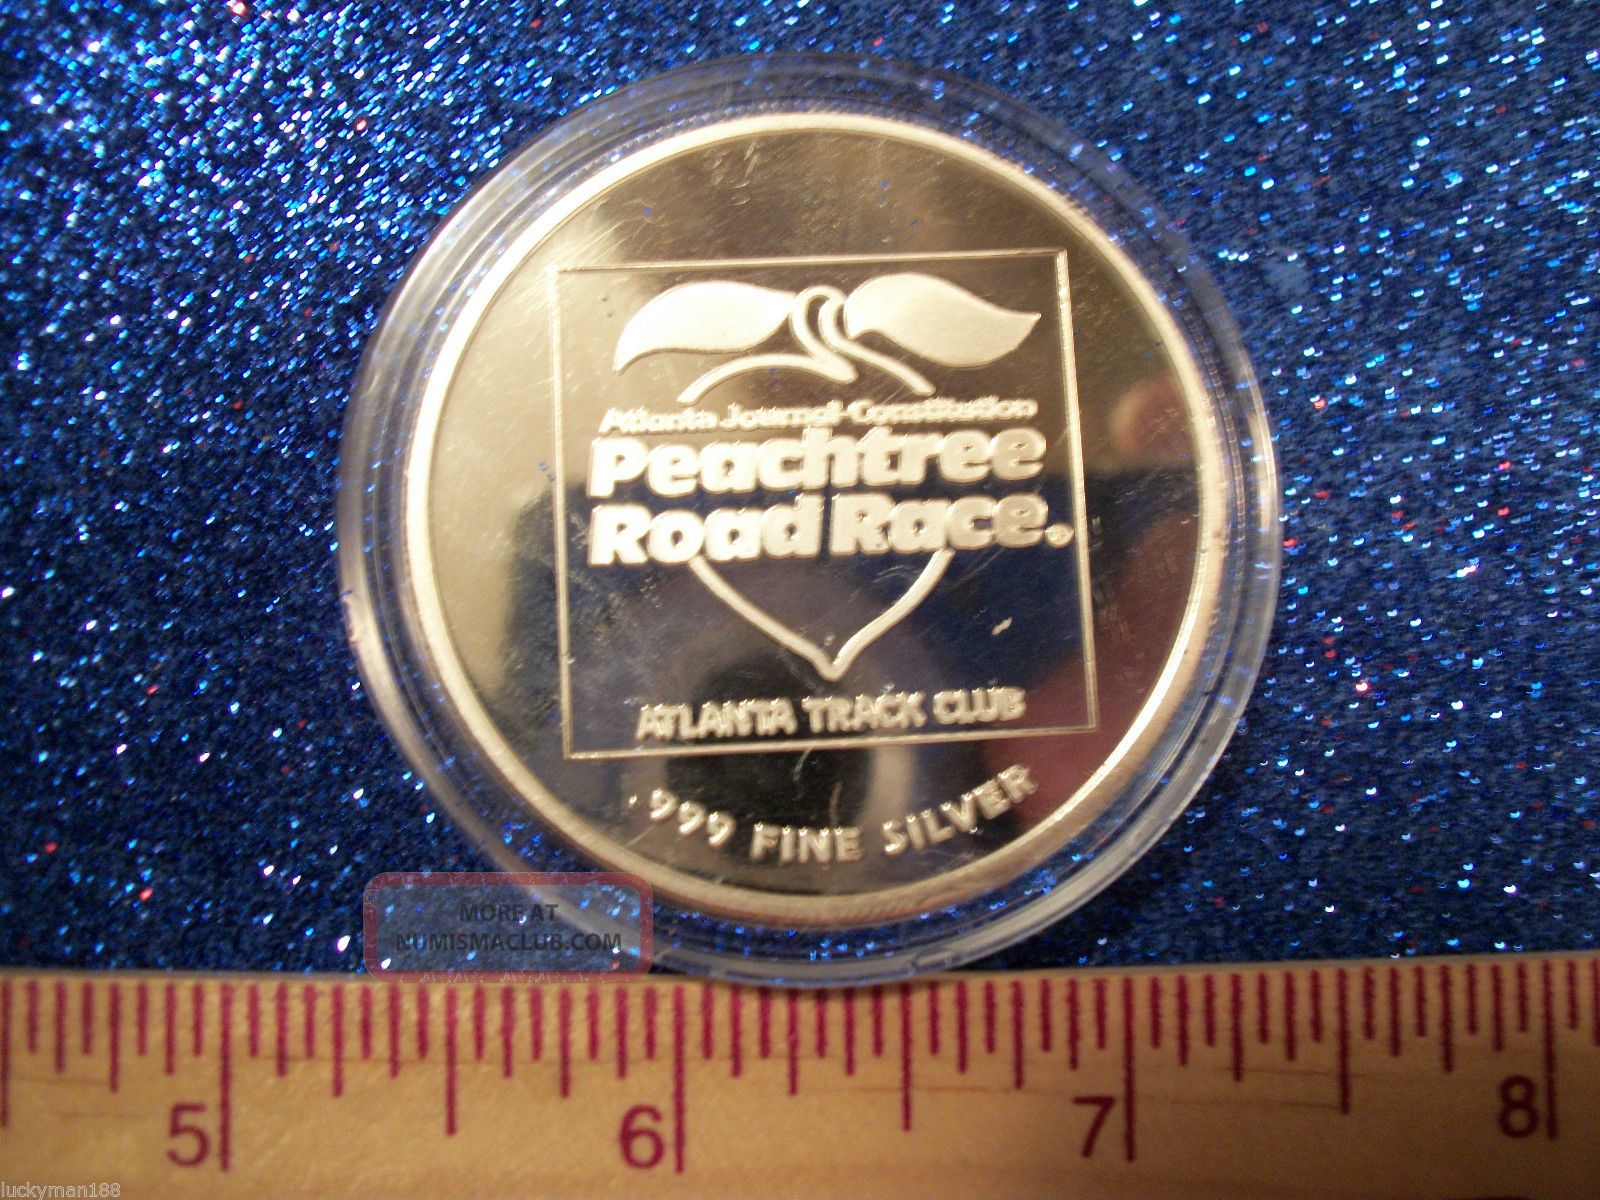 Atlanta Journal-Constitution
Peachtree
Road Race.®
ATLANTA TRACK CLUB
.999 FINE SILVER
MORE AT
NUMISMACLUB.COM
5 6 7 8
luckyman188